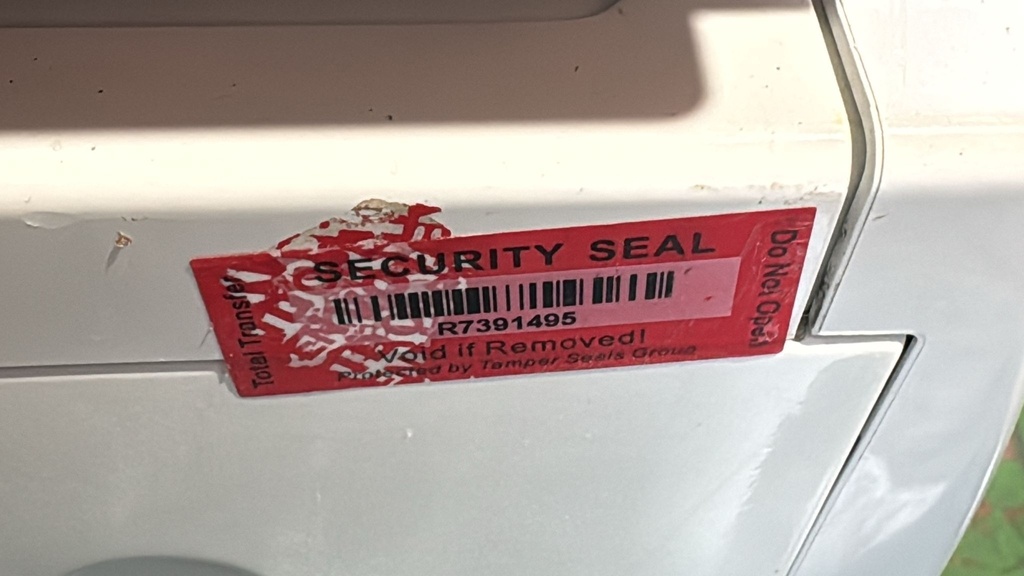 SECURITY SEAL
R7391495
Void if Removed!
Protected by Tamper Seals Group
Total Transfer
Do Not Open!